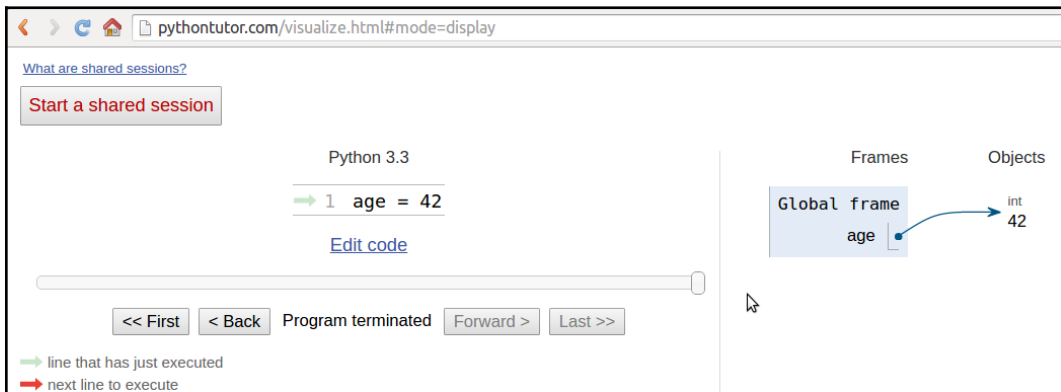 pythontutor.com/visualize.html#mode=display
What are shared sessions?
Start a shared session
Python 3.3
1 age = 42
Edit code
<< First < Back Program terminated Forward > Last >>
line that has just executed
next line to execute
Frames Objects
Global frame
age
int
42